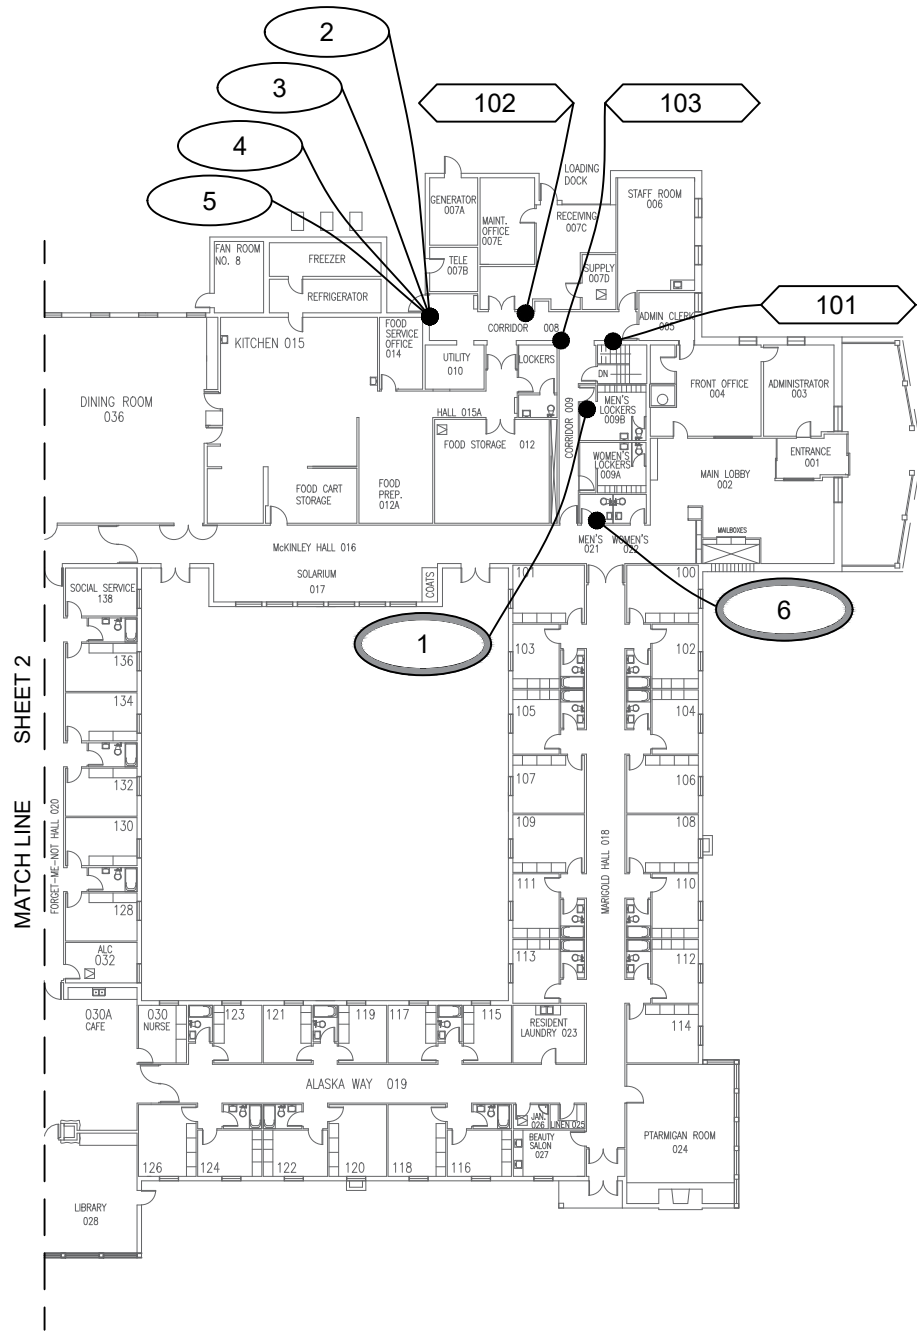 2
3
102
103
4
5
LOADING
DOCK
STAFF ROOM
006
GENERATOR
007A
MAINT.
OFFICE
007E
RECEIVING
007C
FAN ROOM
NO. 8
FREEZER
TELE
007B
SUPPLY
007D
REFRIGERATOR
101
ADMIN CLERK
005
CORRIDOR 008
FOOD
SERVICE
OFFICE
014
KITCHEN 015
UTILITY
010
LOCKERS
DN
DINING ROOM
036
FRONT OFFICE
004
ADMINISTRATOR
003
MEN'S
LOCKERS
009B
HALL 015A
CORRIDOR 009
FOOD STORAGE 012
ENTRANCE
001
WOMEN'S
LOCKERS
009A
MAIN LOBBY
002
FOOD CART
STORAGE
FOOD
PREP.
012A
MAILBOXES
McKINLEY HALL 016
MEN'S
021
WOMEN'S
022
SOLARIUM
017
COATS
SOCIAL SERVICE
138
101
100
6
1
103
102
136
134
105
104
132
107
106
130
109
108
128
111
110
113
112
114
MATCH LINE SHEET 2
FORGET-ME-NOT HALL 020
MARIGOLD HALL 018
ALC
032
030A
CAFE
030
NURSE
123
121
119
117
115
RESIDENT
LAUNDRY 023
ALASKA WAY 019
JAN.
026
LINEN 025
BEAUTY
SALON
027
PTARMIGAN ROOM
024
126
124
122
120
118
116
LIBRARY
028